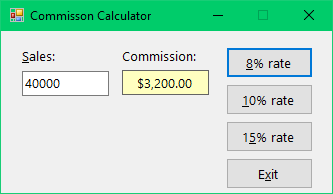 Commisson Calculator
Sales:
Commission:
8% rate
40000
$3,200.00
10% rate
15% rate
Exit